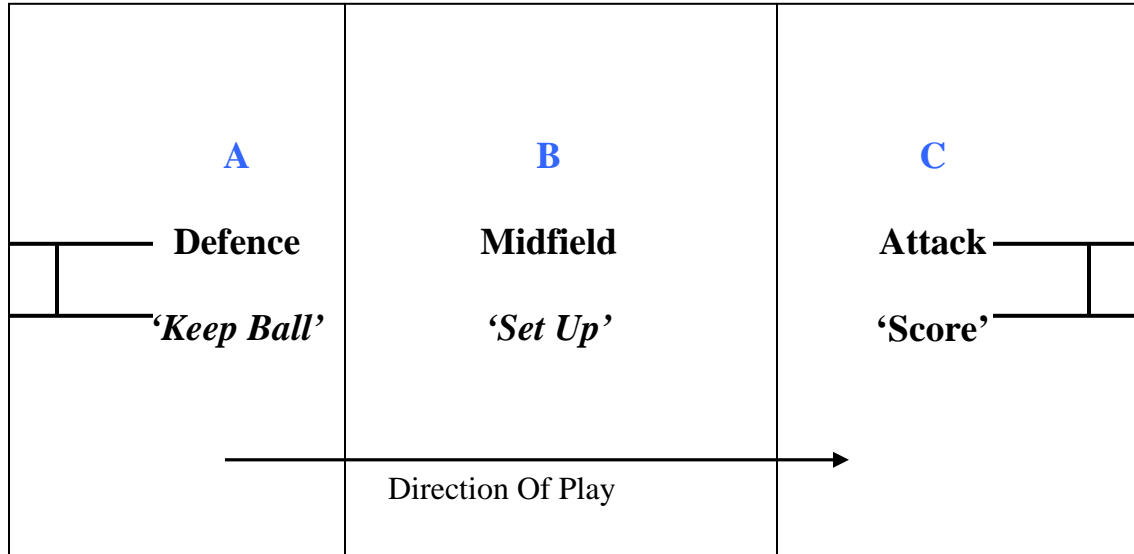 A B C
Defence Midfield Attack
‘Keep Ball’ ‘Set Up’ ‘Score’
Direction Of Play